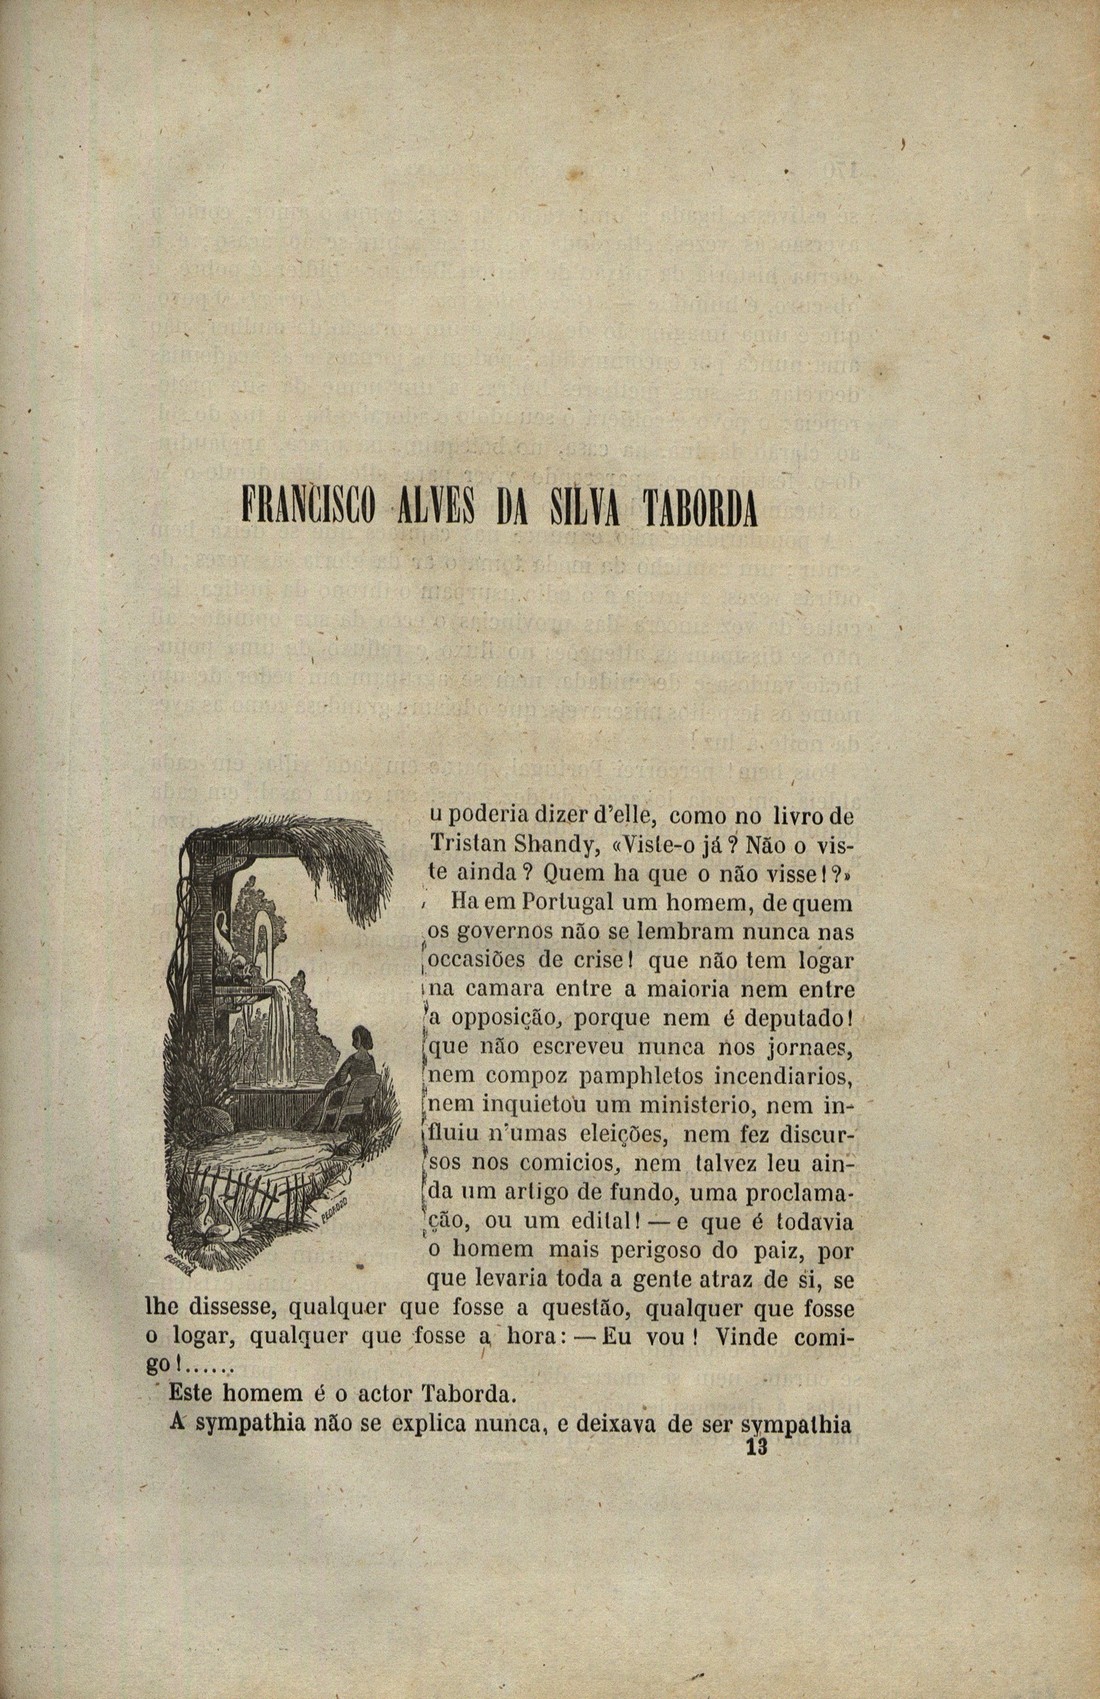 FRANCISCO ALVES DA SILVA TABORDA
u poderia dizer d'elle, como no livro de
Tristan Shandy, «Viste-o já? Não o vis-
te ainda? Quem ha que o não visse!?»
Ha em Portugal um homem, de quem
os governos não se lembram nunca nas
occasiões de crise! que não tem logar
na camara entre a maioria nem entre
a opposição, porque nem é deputado!
que não escreveu nunca nos jornaes,
nem compoz pamphletos incendiarios,
nem inquietou um ministerio, nem in-
fluiu n'umas eleições, nem fez discur-
sos nos comicios, nem talvez leu ain-
da um artigo de fundo, uma proclama-
ção, ou um edital! — e que é todavia
o homem mais perigoso do paiz, por
que levaria toda a gente atraz de si, se
lhe dissesse, qualquer que fosse a questão, qualquer que fosse
o logar, qualquer que fosse a hora: — Eu vou! Vinde comi-
go!......
Este homem é o actor Taborda.
A sympathia não se explica nunca, e deixava de ser sympathia
13
PEDROZO